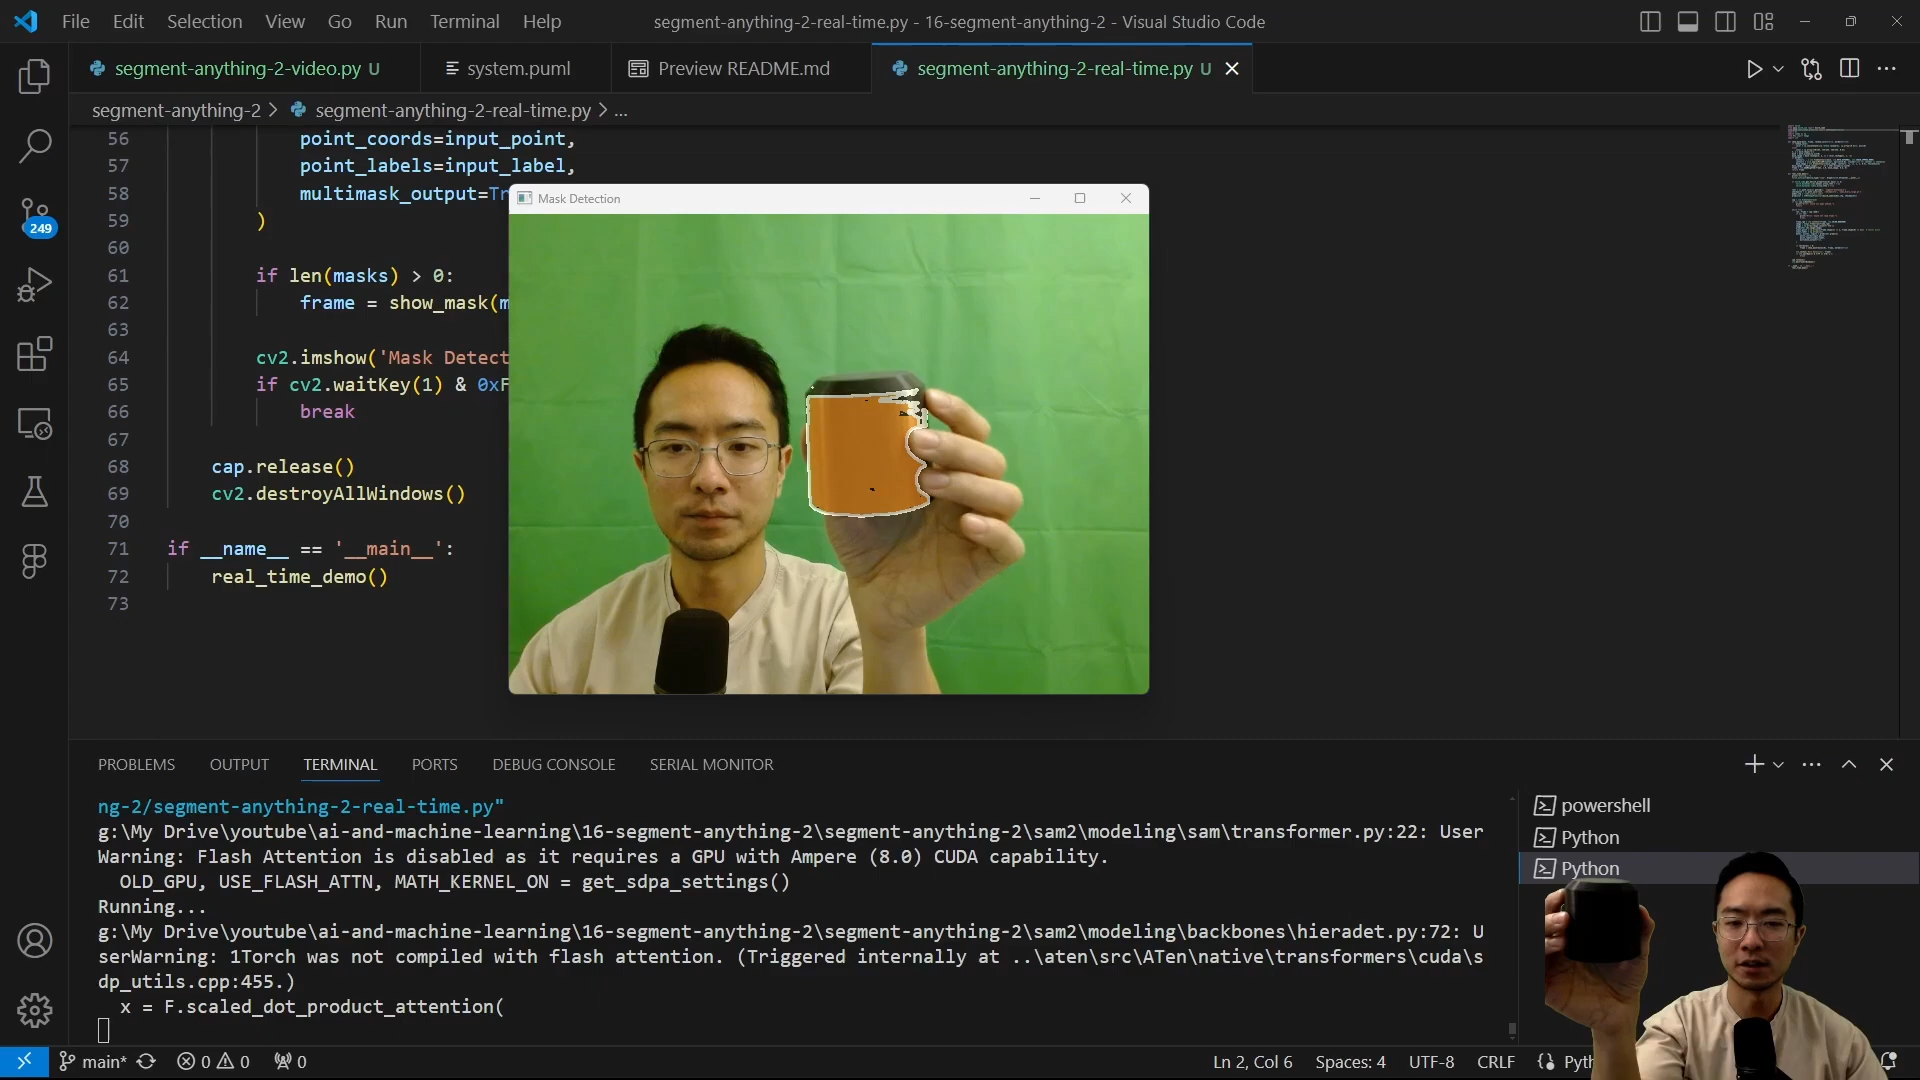 File Edit Selection View Go Run Terminal Help
segment-anything-2-real-time.py - 16-segment-anything-2 - Visual Studio Code
segment-anything-2-video.py U
system.puml
Preview README.md
segment-anything-2-real-time.py U
segment-anything-2 > segment-anything-2-real-time.py > ...
56 point_coords=input_point,
57 point_labels=input_label,
58 multimask_output=Tr
59 )
60
61 if len(masks) > 0:
62 frame = show_mask(m
63
64 cv2.imshow('Mask Detect
65 if cv2.waitKey(1) & 0xF
66 break
67
68 cap.release()
69 cv2.destroyAllWindows()
70
71 if __name__ == '__main__':
72 real_time_demo()
73
Mask Detection
249
PROBLEMS OUTPUT TERMINAL PORTS DEBUG CONSOLE SERIAL MONITOR
ng-2/segment-anything-2-real-time.py"
g:\My Drive\youtube\ai-and-machine-learning\16-segment-anything-2\segment-anything-2\sam2\modeling\sam\transformer.py:22: User
Warning: Flash Attention is disabled as it requires a GPU with Ampere (8.0) CUDA capability.
OLD_GPU, USE_FLASH_ATTN, MATH_KERNEL_ON = get_sdpa_settings()
Running...
g:\My Drive\youtube\ai-and-machine-learning\16-segment-anything-2\segment-anything-2\sam2\modeling\backbones\hieradet.py:72: U
serWarning: 1Torch was not compiled with flash attention. (Triggered internally at ..\aten\src\ATen\native\transformers\cuda\s
dp_utils.cpp:455.)
x = F.scaled_dot_product_attention(
powershell
Python
Python
main* 0 0 0
Ln 2, Col 6 Spaces: 4 UTF-8 CRLF Pyth